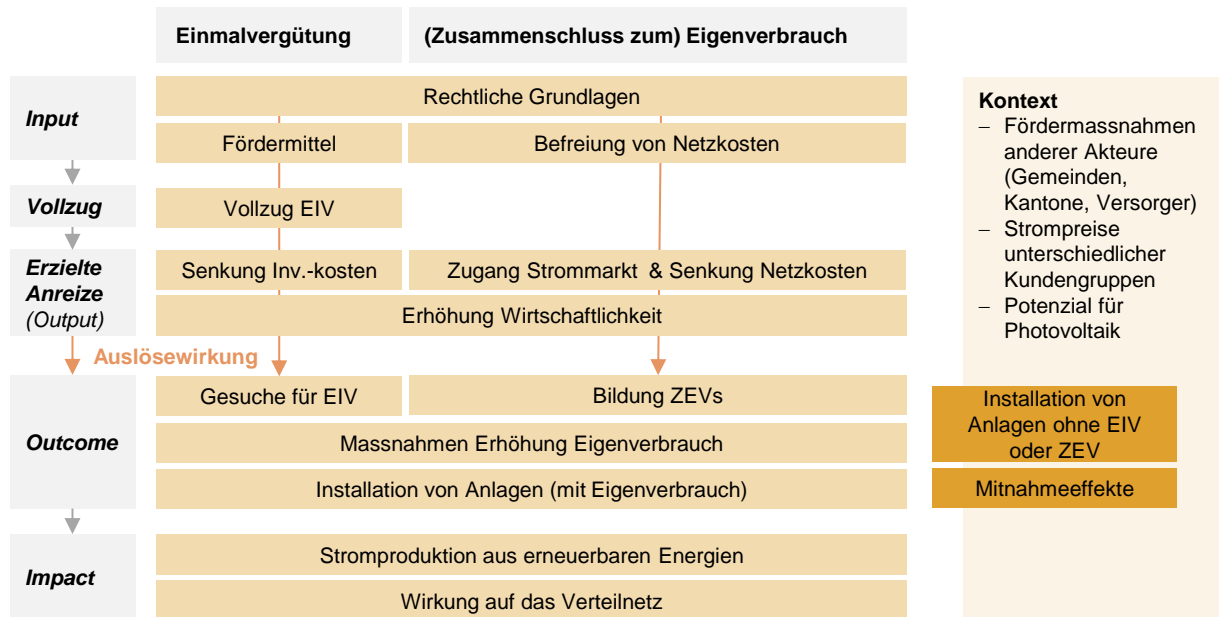 Einmalvergütung
(Zusammenschluss zum) Eigenverbrauch
Input
Rechtliche Grundlagen
Fördermittel
Befreiung von Netzkosten
Vollzug
Vollzug EIV
Erzielte
Anreize
(Output)
Senkung Inv.-kosten
Zugang Strommarkt & Senkung Netzkosten
Erhöhung Wirtschaftlichkeit
Auslösewirkung
Outcome
Gesuche für EIV
Bildung ZEVs
Massnahmen Erhöhung Eigenverbrauch
Installation von Anlagen (mit Eigenverbrauch)
Impact
Stromproduktion aus erneuerbaren Energien
Wirkung auf das Verteilnetz
Kontext
– Fördermassnahmen
anderer Akteure
(Gemeinden,
Kantone, Versorger)
– Strompreise
unterschiedlicher
Kundengruppen
– Potenzial für
Photovoltaik
Installation von
Anlagen ohne EIV
oder ZEV
Mitnahmeeffekte